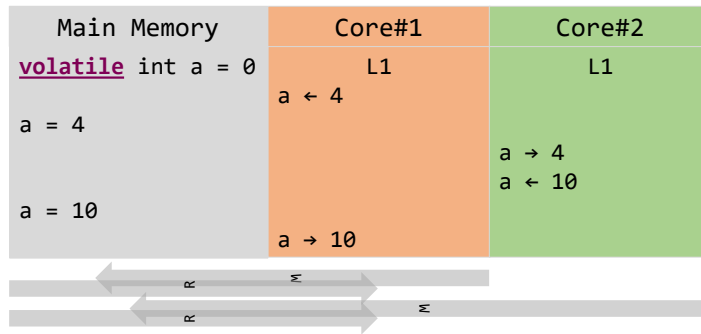 Main Memory Core#1 Core#2
volatile int a = 0 L1 L1
a ← 4
a = 4
a → 4
a ← 10
a = 10
a → 10
R M
R M